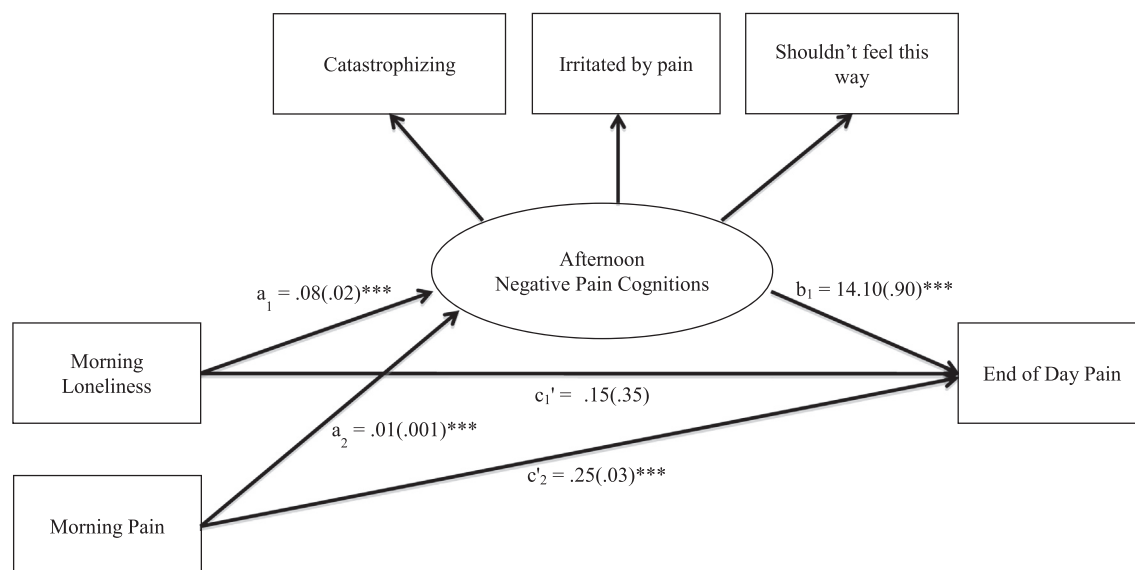 Catastrophizing
Irritated by pain
Shouldn't feel this
way
Afternoon
Negative Pain Cognitions
a1 = .08(.02)***
b1 = 14.10(.90)***
Morning
Loneliness
End of Day Pain
c1' = .15(.35)
a2 = .01(.001)***
c'2 = .25(.03)***
Morning Pain